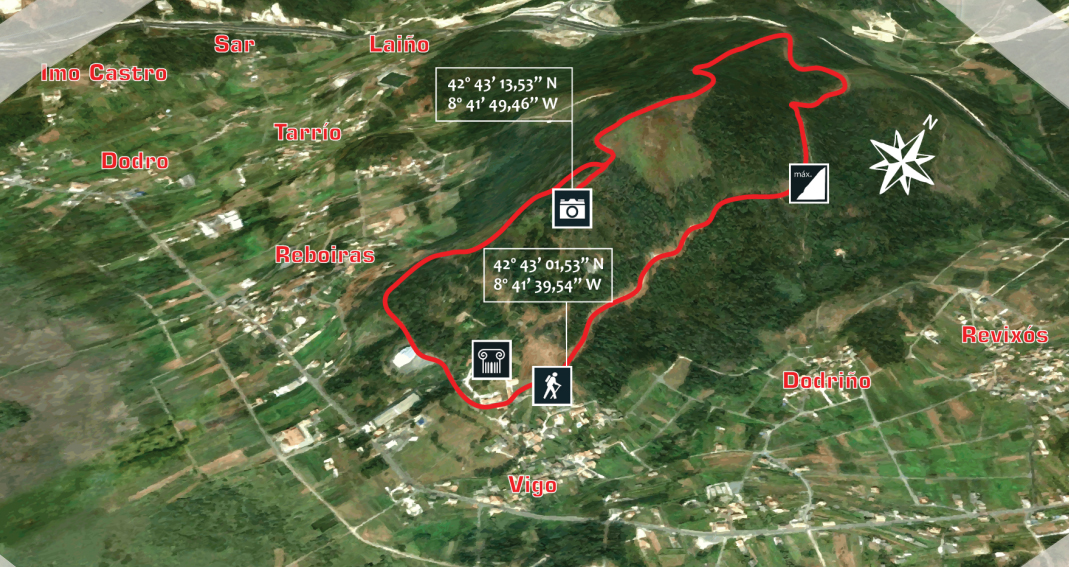 Sar
Laíño
Imo Castro
42° 43’ 13,53’’ N
8° 41’ 49,46’’ W
N
Tarrío
Dodro
máx.
Reboiras
42° 43’ 01,53’’ N
8° 41’ 39,54’’ W
Revixós
Dodriño
Vigo